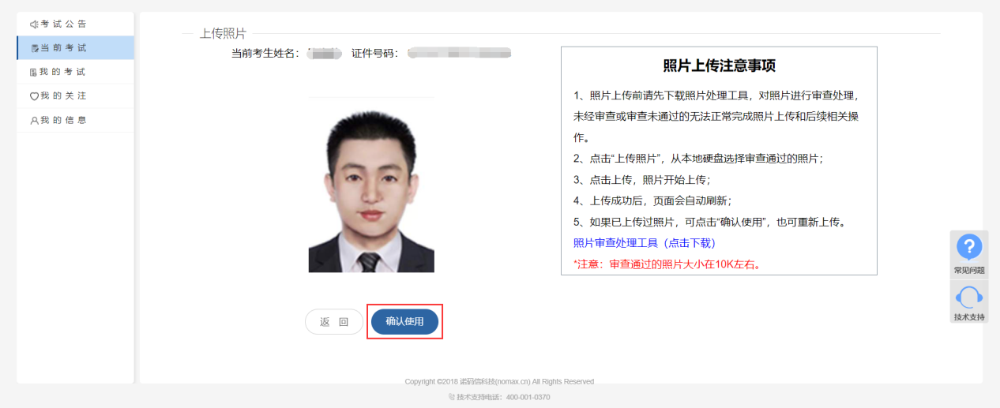 考试公告
当前考试
我的考试
我的关注
我的信息
上传照片
当前考生姓名： 证件号码：
照片上传注意事项
1、照片上传前请先下载照片处理工具，对照片进行审查处理，
未经审查或审查未通过的无法正常完成照片上传和后续相关操
作。
2、点击“上传照片”，从本地硬盘选择审查通过的照片；
3、点击上传，照片开始上传；
4、上传成功后，页面会自动刷新；
5、如果已上传过照片，可点击“确认使用”，也可重新上传。
照片审查处理工具（点击下载）
*注意：审查通过的照片大小在10K左右。
返 回
确认使用
常见问题
技术支持
Copyright ©2018 诺码信科技(nomax.cn) All Rights Reserved
技术支持电话：400-001-0370